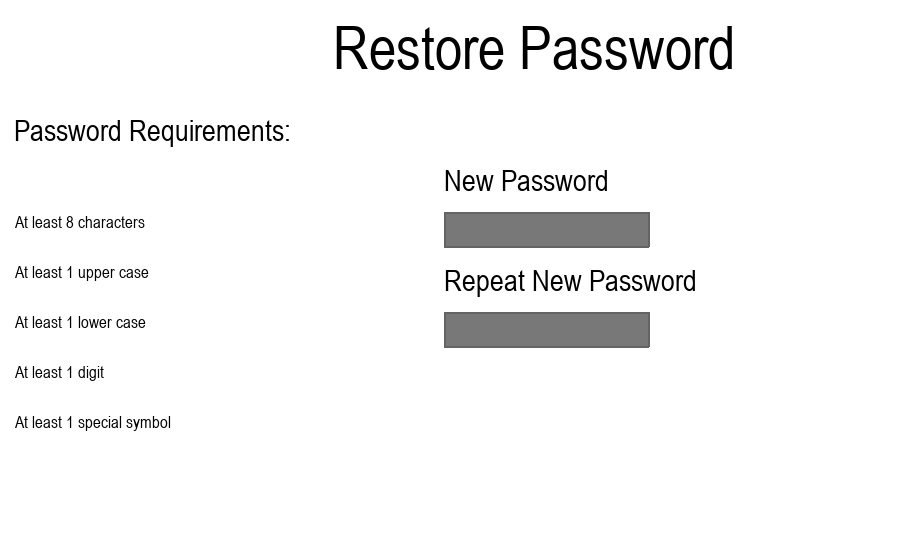 Restore Password
Password Requirements:
At least 8 characters
At least 1 upper case
At least 1 lower case
At least 1 digit
At least 1 special symbol
New Password
Repeat New Password